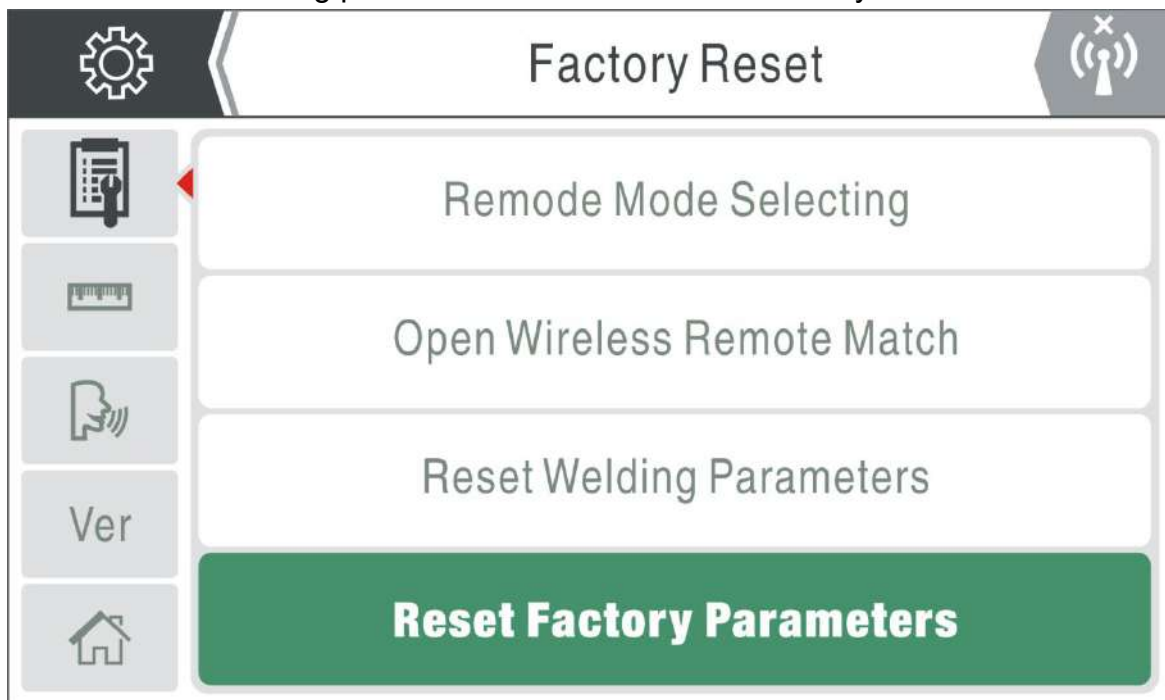 Factory Reset
Remode Mode Selecting
Open Wireless Remote Match
Reset Welding Parameters
Ver
Reset Factory Parameters